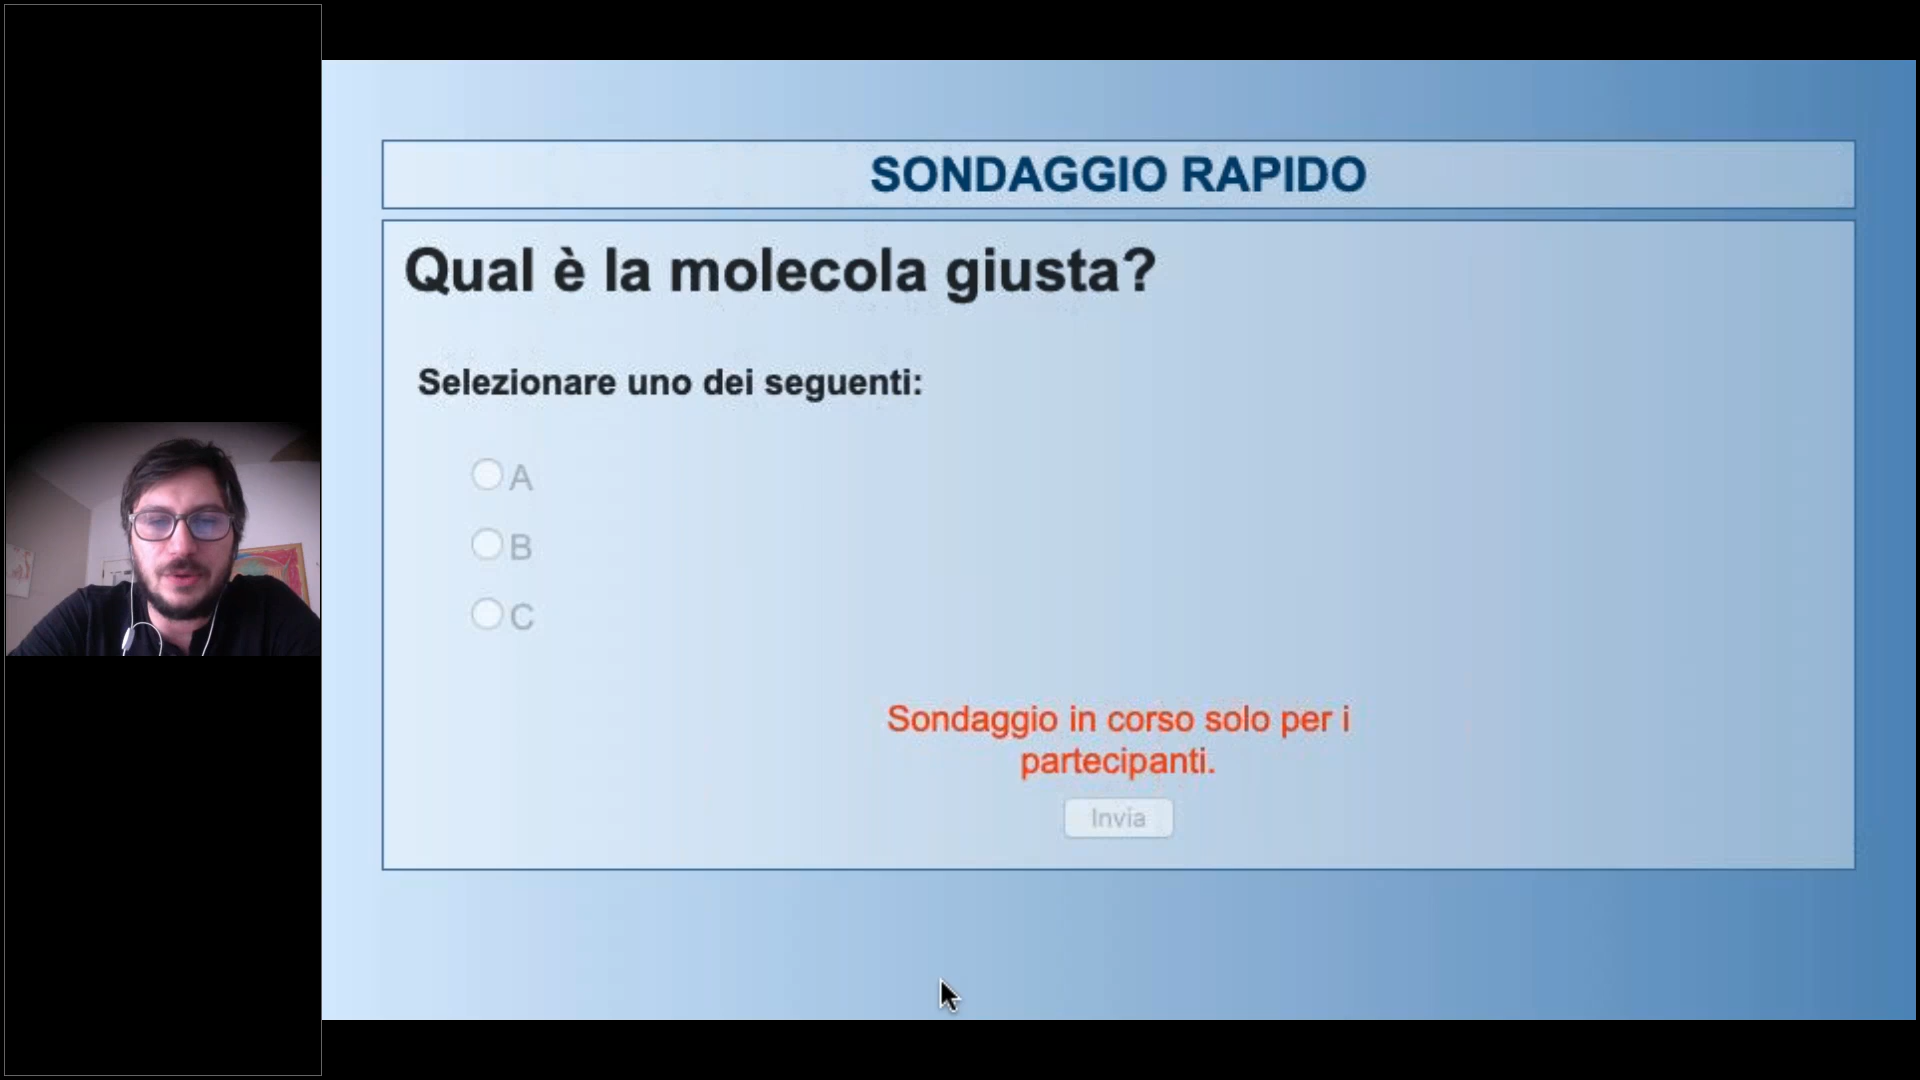 SONDAGGIO RAPIDO
Qual è la molecola giusta?
Selezionare uno dei seguenti:
A
B
C
Sondaggio in corso solo per i
partecipanti.
Invia